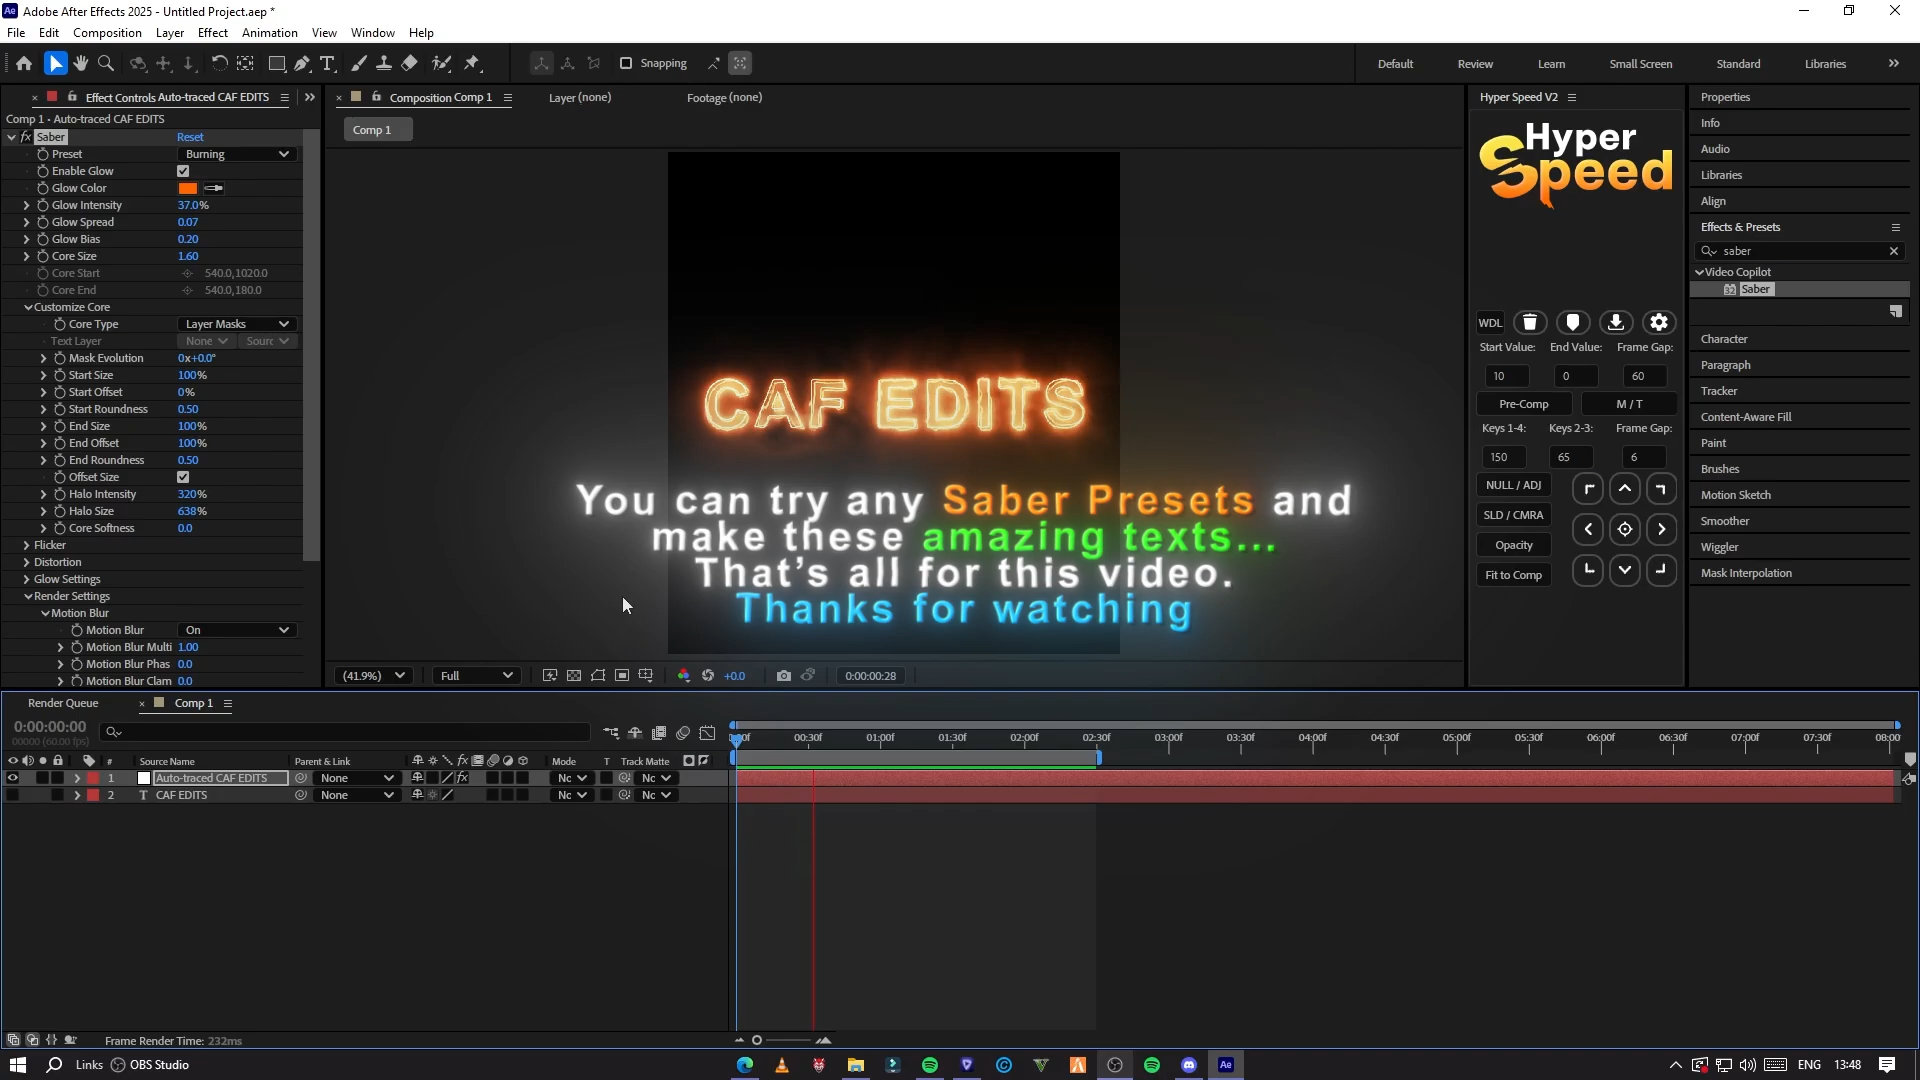 Adobe After Effects 2025 - Untitled Project.aep *
File Edit Composition Layer Effect Animation View Window Help
Snapping
Default Review Learn Small Screen Standard Libraries
Effect Controls Auto-traced CAF EDITS
Comp 1 • Auto-traced CAF EDITS
fx Saber Reset
Preset Burning
Enable Glow
Glow Color
Glow Intensity 37.0%
Glow Spread 0.07
Glow Bias 0.20
Core Size 1.60
Core Start 540.0,1020.0
Core End 540.0,180.0
Customize Core
Core Type Layer Masks
Text Layer None Sourc
Mask Evolution 0x+0.0°
Start Size 100%
Start Offset 0%
Start Roundness 0.50
End Size 100%
End Offset 100%
End Roundness 0.50
Offset Size
Halo Intensity 320%
Halo Size 638%
Core Softness 0.0
Flicker
Distortion
Glow Settings
Render Settings
Motion Blur
Motion Blur On
Motion Blur Multi 1.00
Motion Blur Phas 0.0
Motion Blur Clam 0.0
Composition Comp 1 Layer (none) Footage (none)
Comp 1
CAF EDITS
You can try any Saber Presets and
make these amazing texts...
That's all for this video.
Thanks for watching
(41.9%) Full +0.0 0:00:00:28
Hyper Speed V2
Hyper
Speed
WDL
Start Value: End Value: Frame Gap:
10 0 60
Pre-Comp M / T
Keys 1-4: Keys 2-3: Frame Gap:
150 65 6
NULL / ADJ
SLD / CMRA
Opacity
Fit to Comp
Properties
Info
Audio
Libraries
Align
Effects & Presets
saber
Video Copilot
32 Saber
Character
Paragraph
Tracker
Content-Aware Fill
Paint
Brushes
Motion Sketch
Smoother
Wiggler
Mask Interpolation
Render Queue Comp 1
0:00:00:00
00000 (60.00 fps)
00:30f 01:00f 01:30f 02:00f 02:30f 03:00f 03:30f 04:00f 04:30f 05:00f 05:30f 06:00f 06:30f 07:00f 07:30f 08:00
# Source Name Parent & Link fx Mode T Track Matte
1 Auto-traced CAF EDITS None fx Nc Nc
2 T CAF EDITS None Nc Nc
Frame Render Time: 232ms
Links OBS Studio Ae ENG 13:48